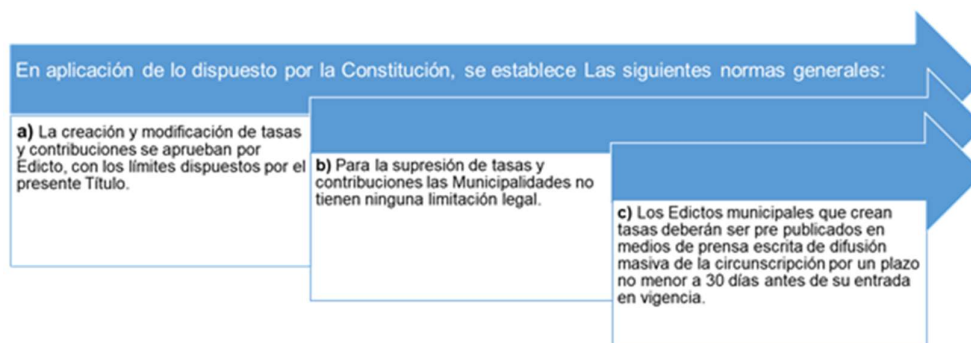 En aplicación de lo dispuesto por la Constitución, se establece Las siguientes normas generales:
a) La creación y modificación de tasas
y contribuciones se aprueban por
Edicto, con los límites dispuestos por el
presente Título.
b) Para la supresión de tasas y
contribuciones las Municipalidades no
tienen ninguna limitación legal.
c) Los Edictos municipales que crean
tasas deberán ser pre publicados en
medios de prensa escrita de difusión
masiva de la circunscripción por un plazo
no menor a 30 días antes de su entrada
en vigencia.